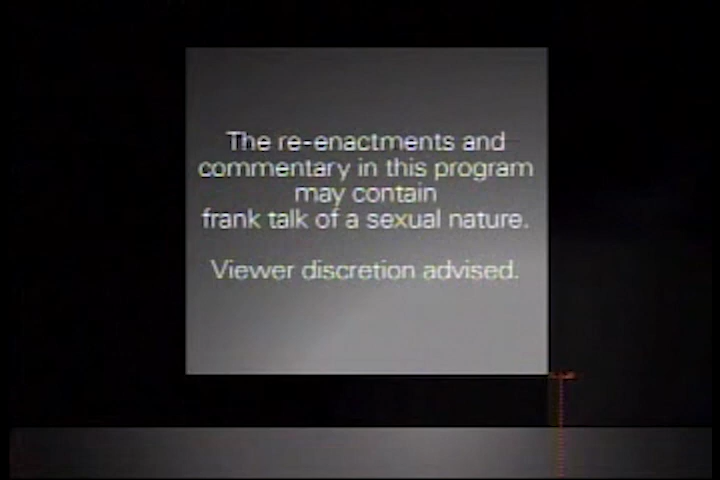 The re-enactments and
commentary in this program
may contain
frank talk of a sexual nature.
Viewer discretion advised.